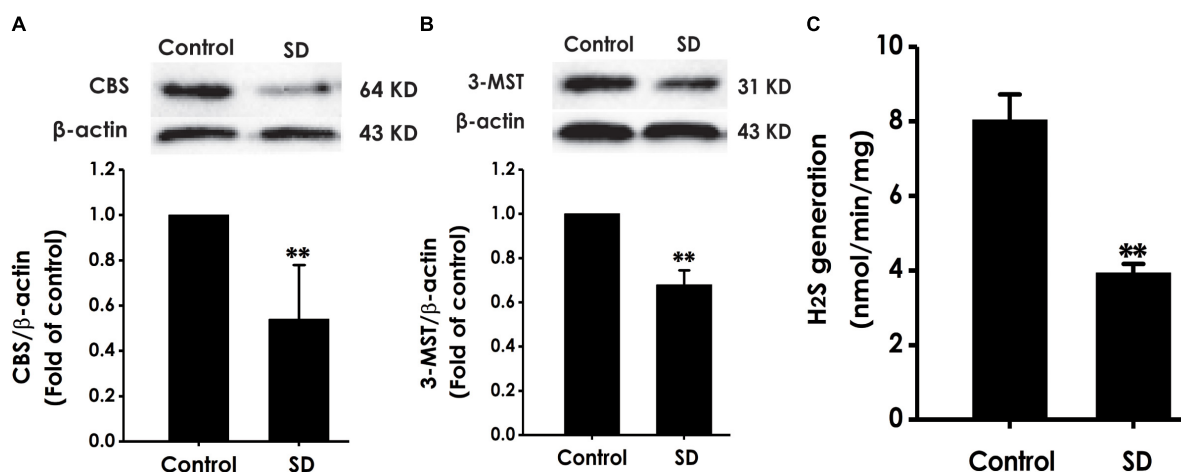 A
Control SD
CBS 64 KD
β-actin 43 KD
1.2
1.0
0.8
0.6
0.4
0.2
0.0
CBS/β-actin
(Fold of control)
**
Control SD
B
Control SD
3-MST 31 KD
β-actin 43 KD
1.2
1.0
0.8
0.6
0.4
0.2
0.0
3-MST/β-actin
(Fold of control)
**
Control SD
C
10
8
6
4
2
0
H2S generation
(nmol/min/mg)
**
Control SD